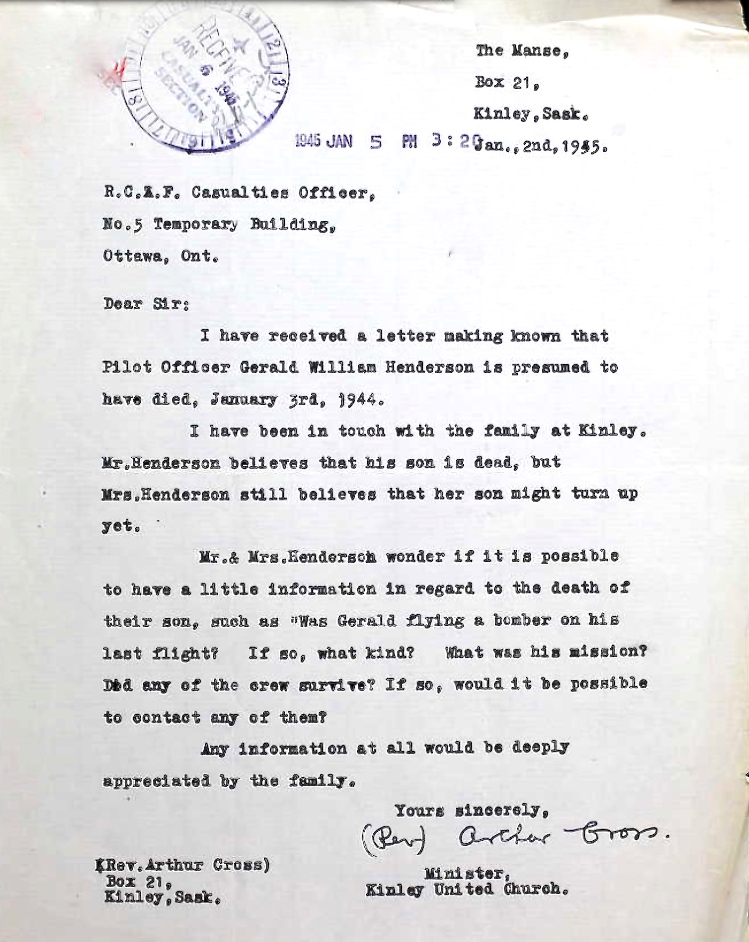 RECEIVED
JAN 6 1945
CASUALTY
SECTION
The Manse,
Box 21,
Kinley,Sask.
1945 JAN 5 PM 3:20
Jan.,2nd,1945.
R.C.A.F. Casualties Officer,
No.5 Temporary Building,
Ottawa, Ont.
Dear Sir:
I have received a letter making known that
Pilot Officer Gerald William Henderson is presumed to
have died, January 3rd, 1944.
I have been in touch with the family at Kinley.
Mr.Henderson believes that his son is dead, but
Mrs.Henderson still believes that her son might turn up
yet.
Mr.& Mrs.Henderson wonder if it is possible
to have a little information in regard to the death of
their son, such as "Was Gerald flying a bomber on his
last flight? If so, what kind? What was his mission?
Did any of the crew survive? If so, would it be possible
to contact any of them?
Any information at all would be deeply
appreciated by the family.
Yours sincerely,
(Rev) Arthur Cross.
(Rev.Arthur Cross)
Box 21,
Kinley,Sask.
Minister,
Kinley United Church.